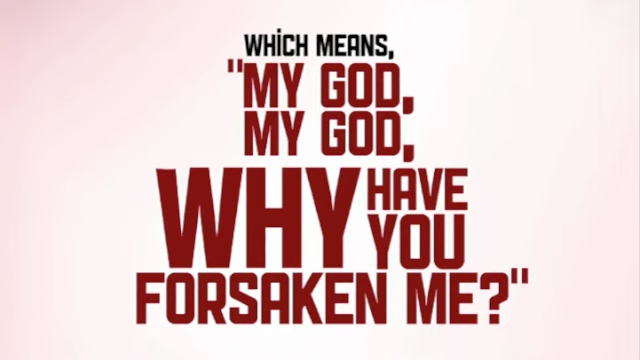 WHiCH MEANS,
"MY GOD,
MY GOD,
WHY HAVE
YOU
FORSAKEN ME?"